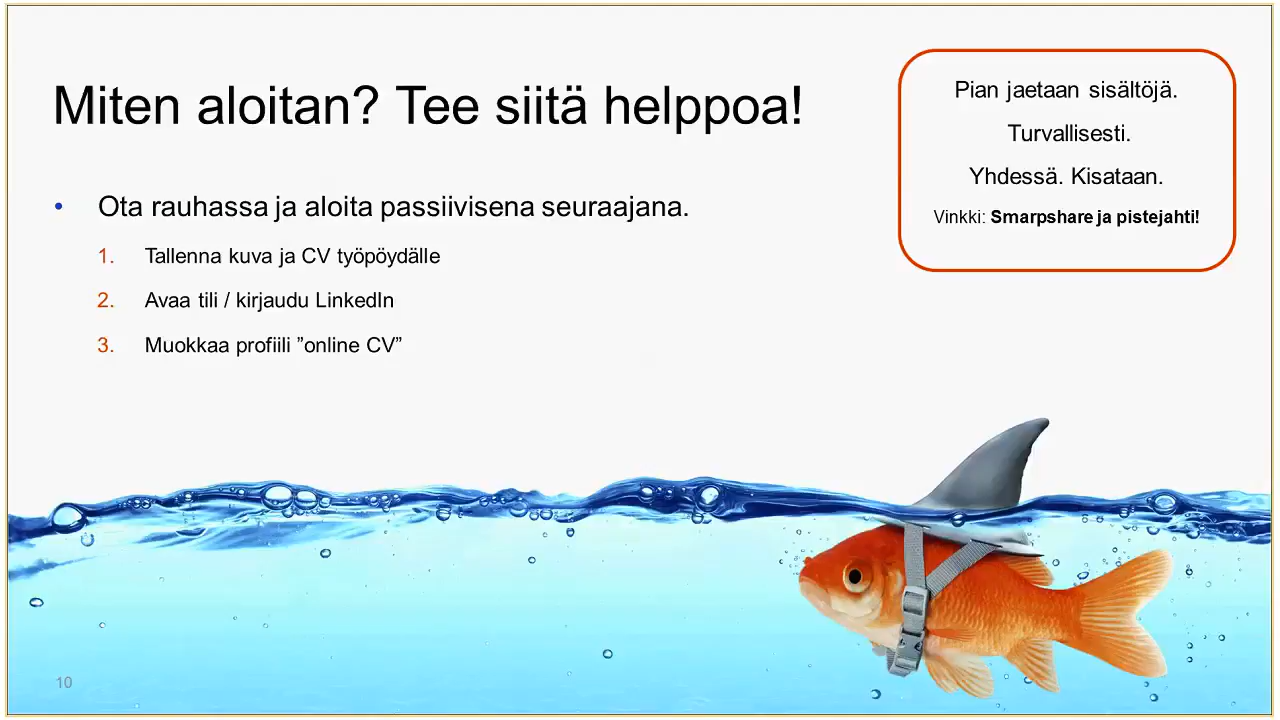 Miten aloitan? Tee siitä helppoa!
• Ota rauhassa ja aloita passiivisena seuraajana.
1. Tallenna kuva ja CV työpöydälle
2. Avaa tili / kirjaudu LinkedIn
3. Muokkaa profiili ”online CV”
Pian jaetaan sisältöjä.
Turvallisesti.
Yhdessä. Kisataan.
Vinkki: Smarpshare ja pistejahti!
10